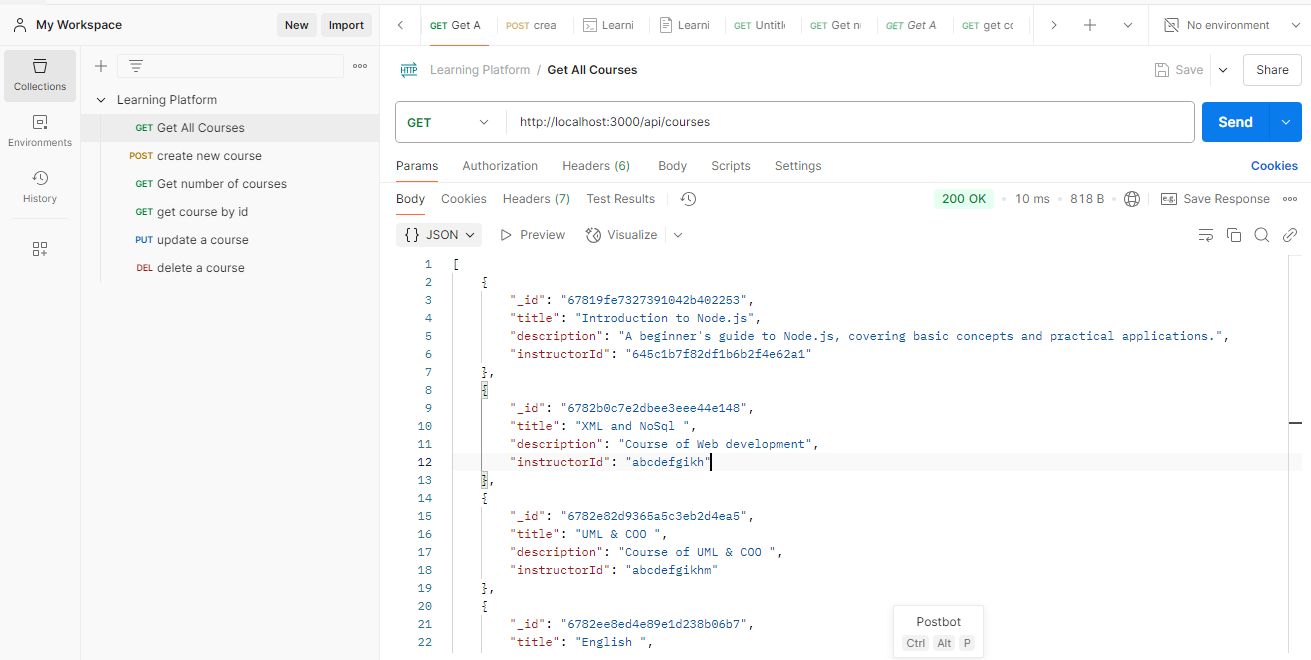 My Workspace
New
Import
GET Get A
POST crea
Learni
Learni
GET Untitl
GET Get n
GET Get A
GET get c
No environment
Collections
Environments
History
Learning Platform
GET Get All Courses
POST create new course
GET Get number of courses
GET get course by id
PUT update a course
DEL delete a course
HTTP
Learning Platform / Get All Courses
Save
Share
GET
http://localhost:3000/api/courses
Send
Params Authorization Headers (6) Body Scripts Settings
Cookies
Body Cookies Headers (7) Test Results
200 OK • 10 ms • 818 B •
e.g. Save Response
{} JSON
Preview
Visualize
1 [
2 {
3 "_id": "67819fe7327391042b402253",
4 "title": "Introduction to Node.js",
5 "description": "A beginner's guide to Node.js, covering basic concepts and practical applications.",
6 "instructorId": "645c1b7f82df1b6b2f4e62a1"
7 },
8 {
9 "_id": "6782b0c7e2dbee3eee44e148",
10 "title": "XML and NoSql ",
11 "description": "Course of Web development",
12 "instructorId": "abcdefgikh"
13 },
14 {
15 "_id": "6782e82d9365a5c3eb2d4ea5",
16 "title": "UML & COO ",
17 "description": "Course of UML & COO ",
18 "instructorId": "abcdefgikhm"
19 },
20 {
21 "_id": "6782ee8ed4e89e1d238b06b7",
22 "title": "English ",
Postbot
Ctrl Alt P